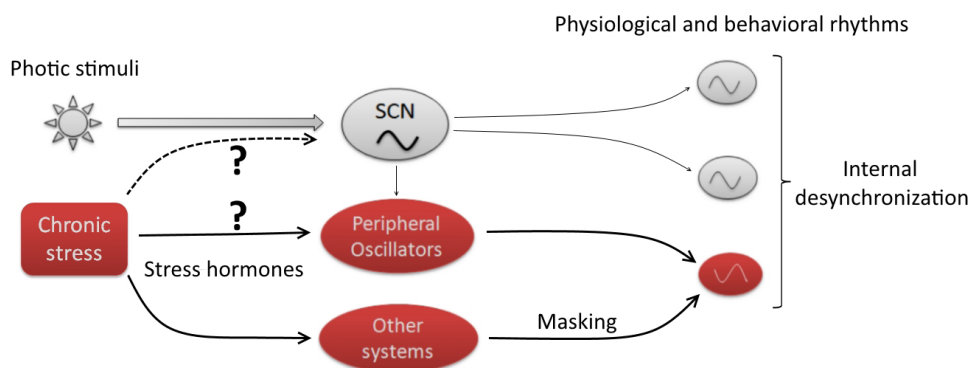 Physiological and behavioral rhythms
Photic stimuli
SCN
?
?
Chronic
stress
Stress hormones
Peripheral
Oscillators
Other
systems
Masking
Internal
desynchronization